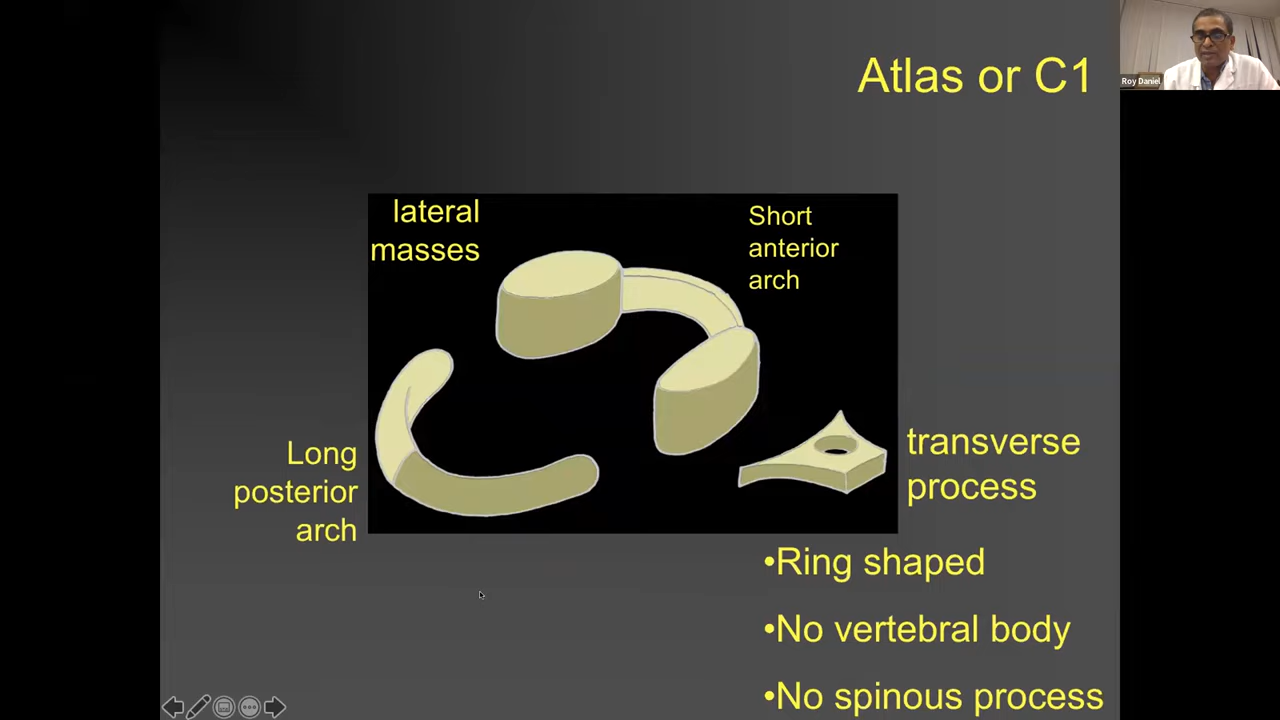 Atlas or C1
Roy Daniel
lateral
masses
Short
anterior
arch
Long
posterior
arch
transverse
process
•Ring shaped
•No vertebral body
•No spinous process